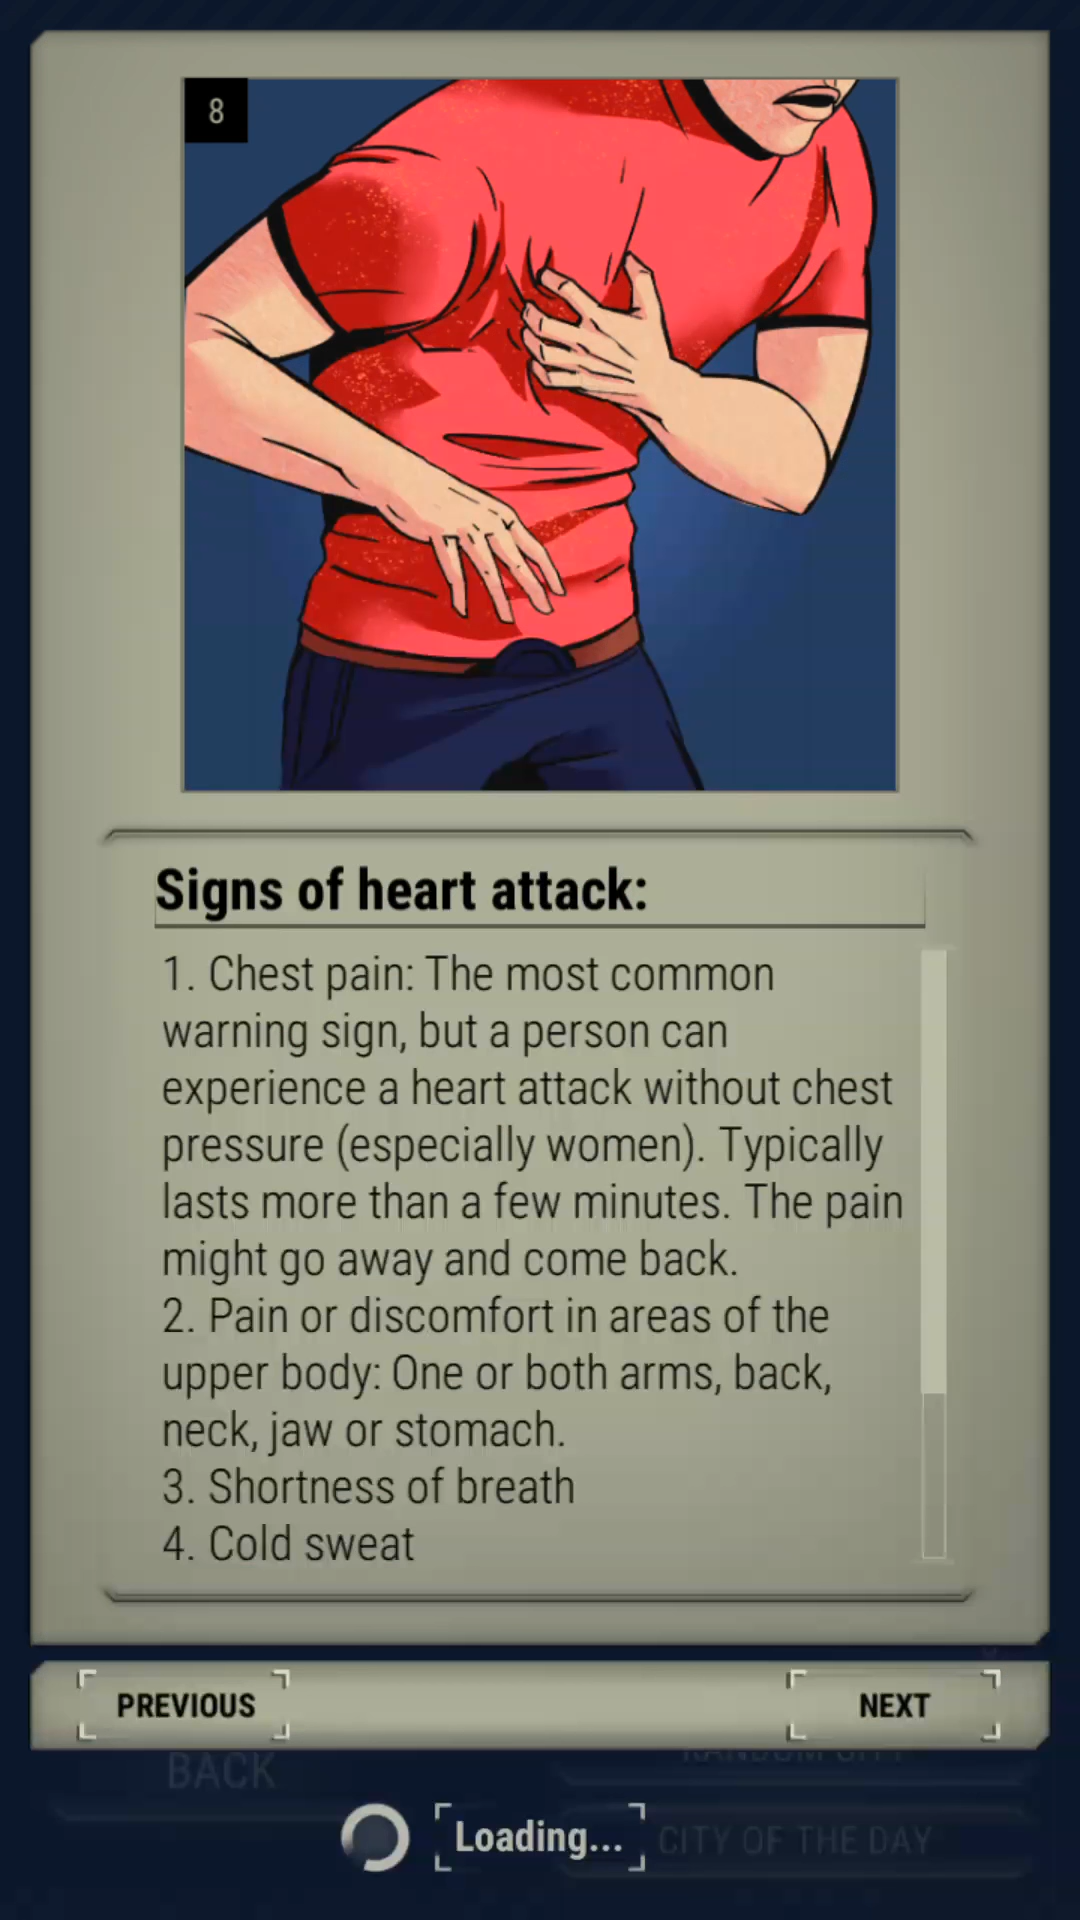 8
Signs of heart attack:
1. Chest pain: The most common
warning sign, but a person can
experience a heart attack without chest
pressure (especially women). Typically
lasts more than a few minutes. The pain
might go away and come back.
2. Pain or discomfort in areas of the
upper body: One or both arms, back,
neck, jaw or stomach.
3. Shortness of breath
4. Cold sweat
PREVIOUS
NEXT
RANDOM CITY
BACK
Loading...
CITY OF THE DAY